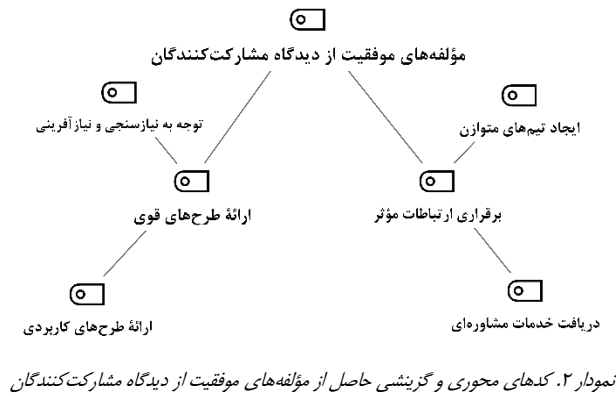 مؤلفه‌های موفقیت از دیدگاه مشارکت‌کنندگان
ایجاد تیم‌های متوازن
توجه به نیازسنجی و نیازآفرینی
برقراری ارتباطات مؤثر
ارائهٔ طرح‌های قوی
دریافت خدمات مشاوره‌ای
ارائهٔ طرح‌های کاربردی
نمودار ۲. کدهای محوری و گزینشی حاصل از مؤلفه‌های موفقیت از دیدگاه مشارکت‌کنندگان